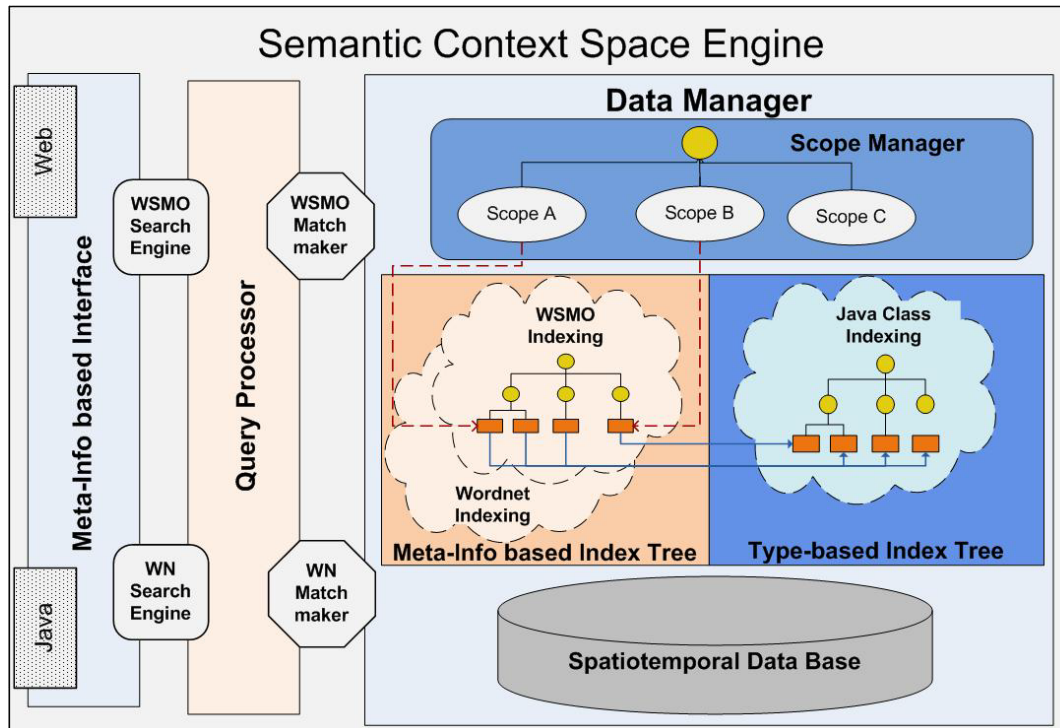 Semantic Context Space Engine
Web
Java
Meta-Info based Interface
WSMO
Search
Engine
WN
Search
Engine
Query Processor
WSMO
Match
maker
WN
Match
maker
Data Manager
Scope Manager
Scope A
Scope B
Scope C
WSMO
Indexing
Wordnet
Indexing
Meta-Info based Index Tree
Java Class
Indexing
Type-based Index Tree
Spatiotemporal Data Base